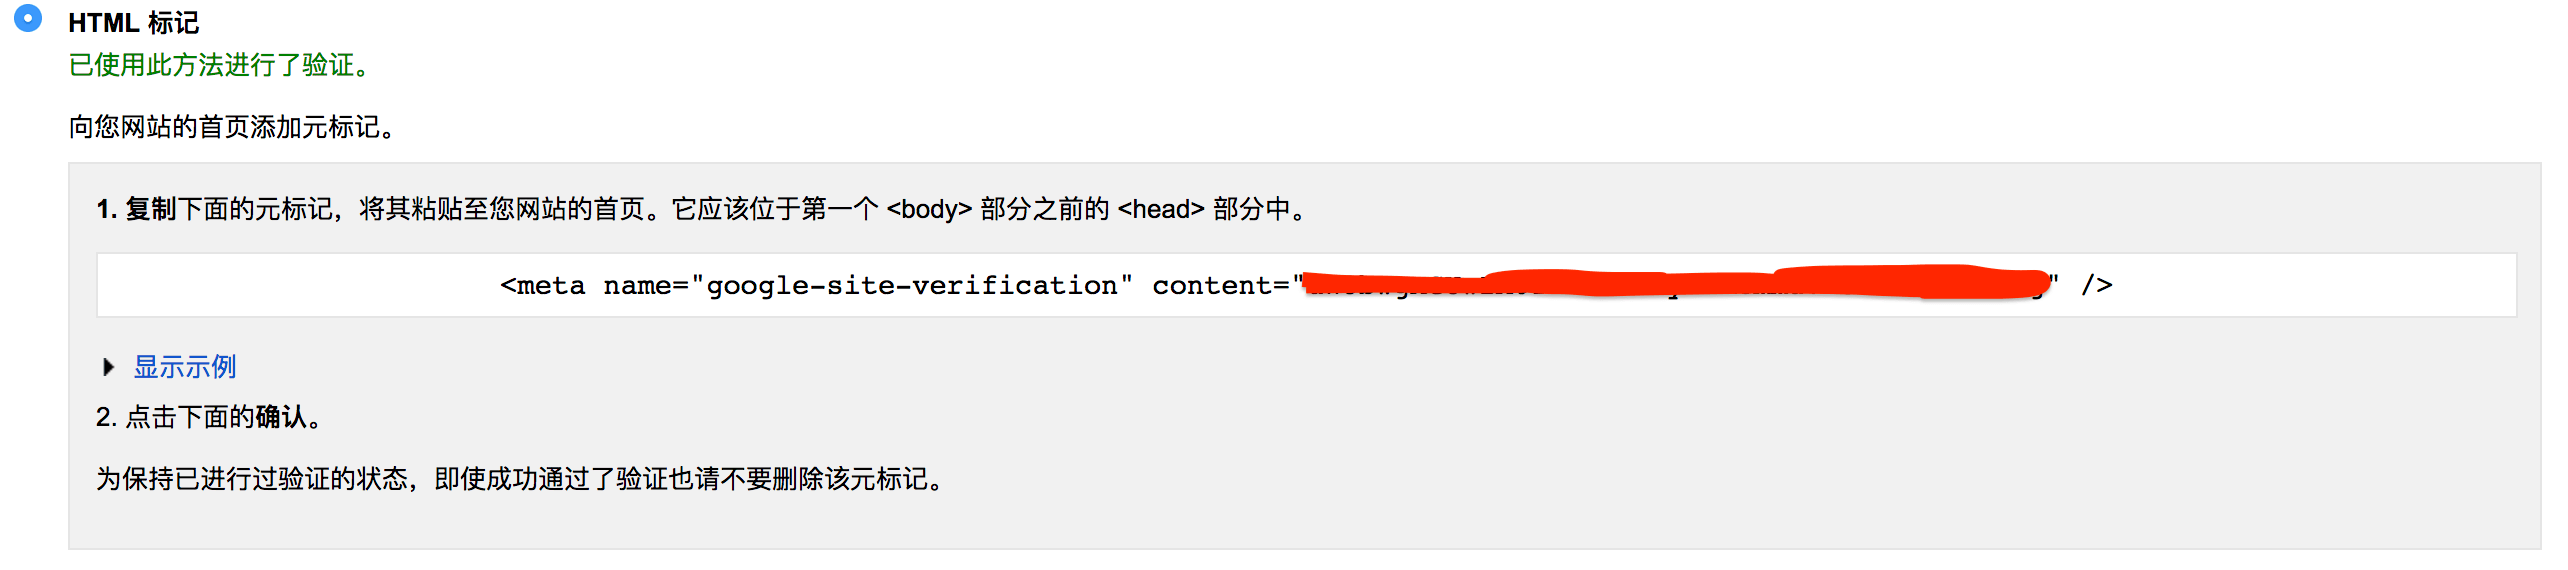 HTML 标记
已使用此方法进行了验证。
向您网站的首页添加元标记。
1. 复制下面的元标记，将其粘贴至您网站的首页。它应该位于第一个 <body> 部分之前的 <head> 部分中。
<meta name="google-site-verification" content="" />
显示示例
2. 点击下面的确认。
为保持已进行过验证的状态，即使成功通过了验证也请不要删除该元标记。